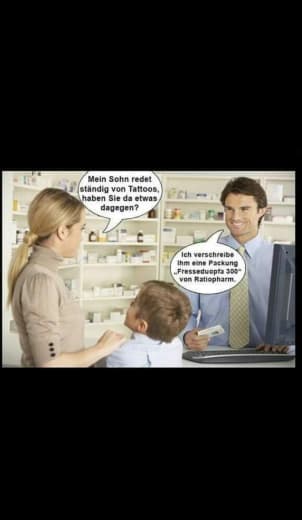 Mein Sohn redet
ständig von Tattoos,
haben Sie da etwas
dagegen?
Ich verschreibe
Ihm eine Packung
„Fresseduopfa 300“
von Ratiopharm.